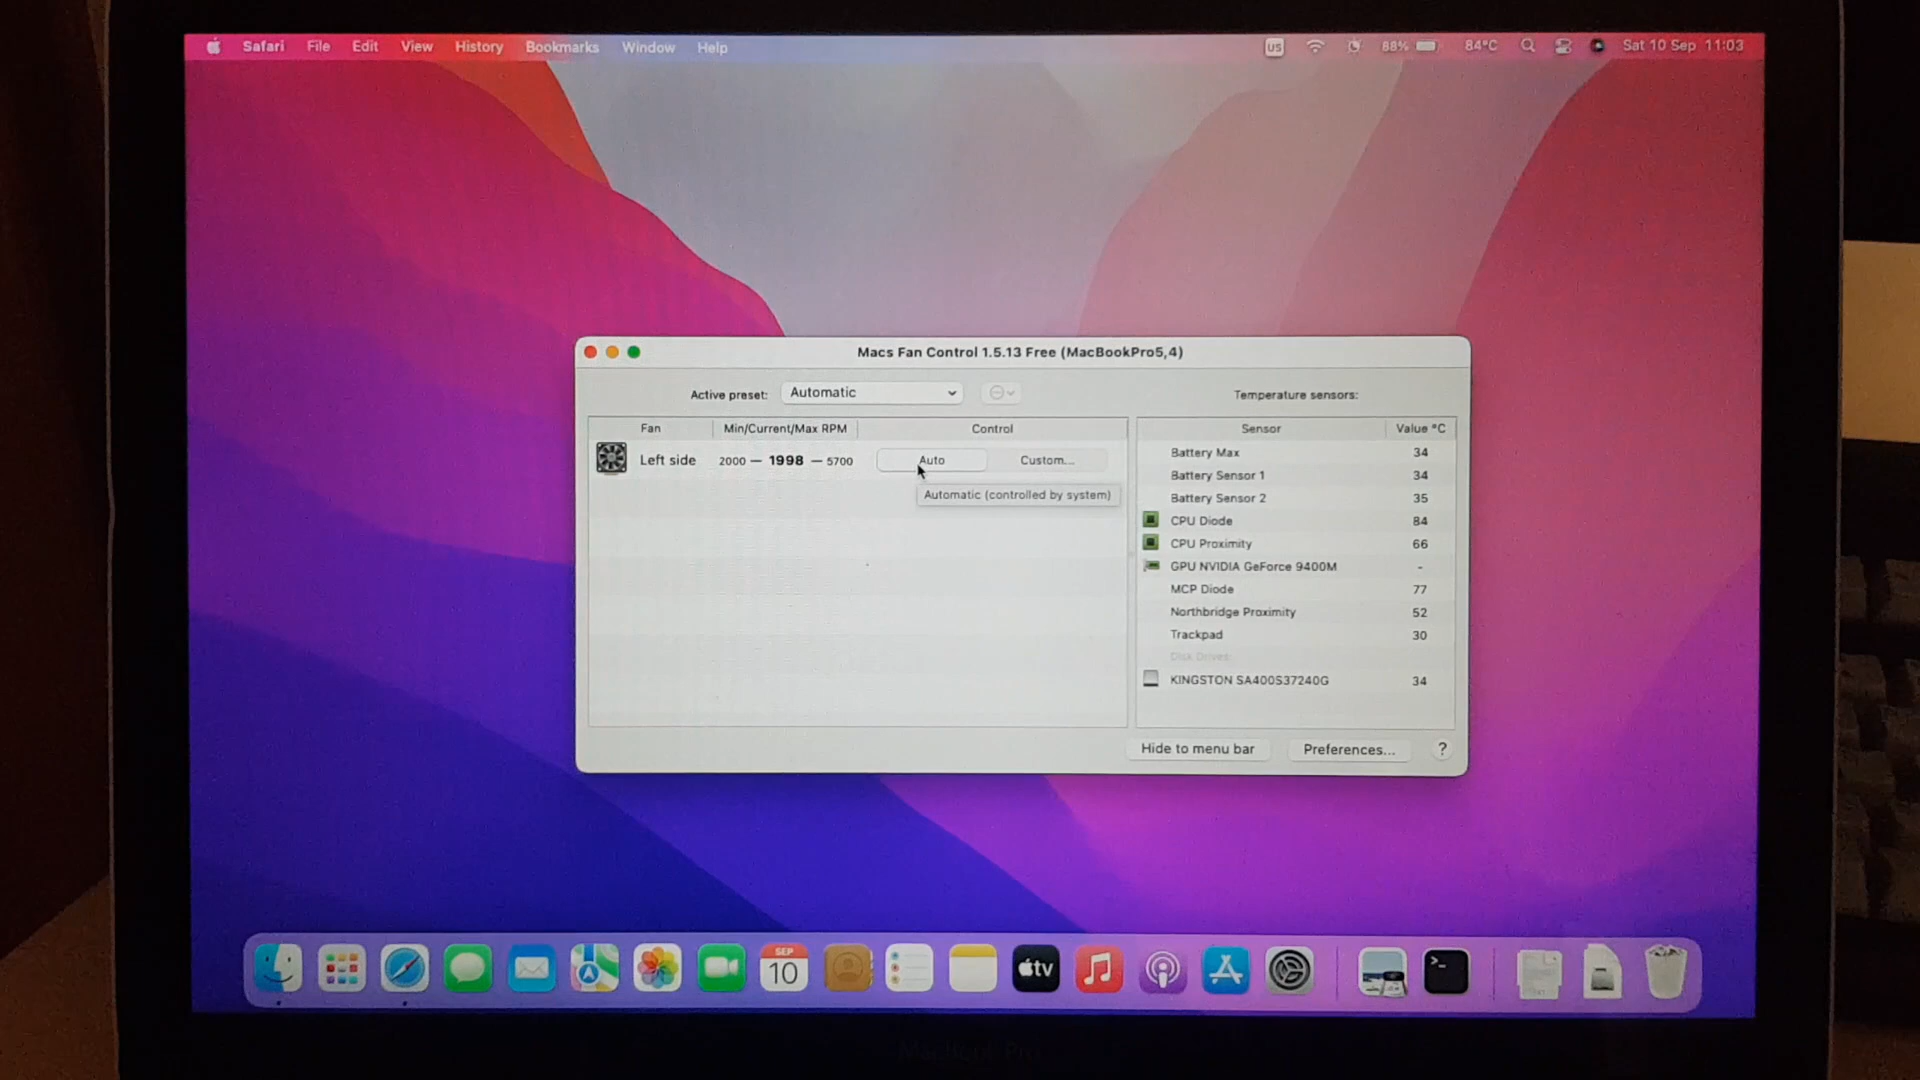 Safari File Edit View History Bookmarks Window Help US 88% 84°C Sat 10 Sep 11:03
Macs Fan Control 1.5.13 Free (MacBookPro5,4)
Active preset: Automatic Temperature sensors:
Fan Min/Current/Max RPM Control Sensor Value °C
Left side 2000 — 1998 — 5700 Auto Custom...
Automatic (controlled by system)
Battery Max 34
Battery Sensor 1 34
Battery Sensor 2 35
CPU Diode 84
CPU Proximity 66
GPU NVIDIA GeForce 9400M -
MCP Diode 77
Northbridge Proximity 52
Trackpad 30
Disk Drives:
KINGSTON SA400S37240G 34
Hide to menu bar Preferences... ?
SEP
10
tv
MacBook Pro